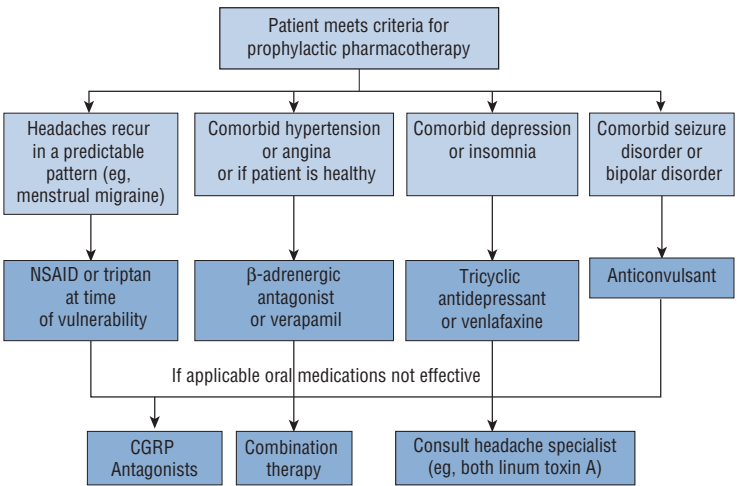 Patient meets criteria for
prophylactic pharmacotherapy
Headaches recur
in a predictable
pattern (eg,
menstrual migraine)
Comorbid hypertension
or angina
or if patient is healthy
Comorbid depression
or insomnia
Comorbid seizure
disorder or
bipolar disorder
NSAID or triptan
at time
of vulnerability
β-adrenergic
antagonist
or verapamil
Tricyclic
antidepressant
or venlafaxine
Anticonvulsant
If applicable oral medications not effective
CGRP
Antagonists
Combination
therapy
Consult headache specialist
(eg, both linum toxin A)